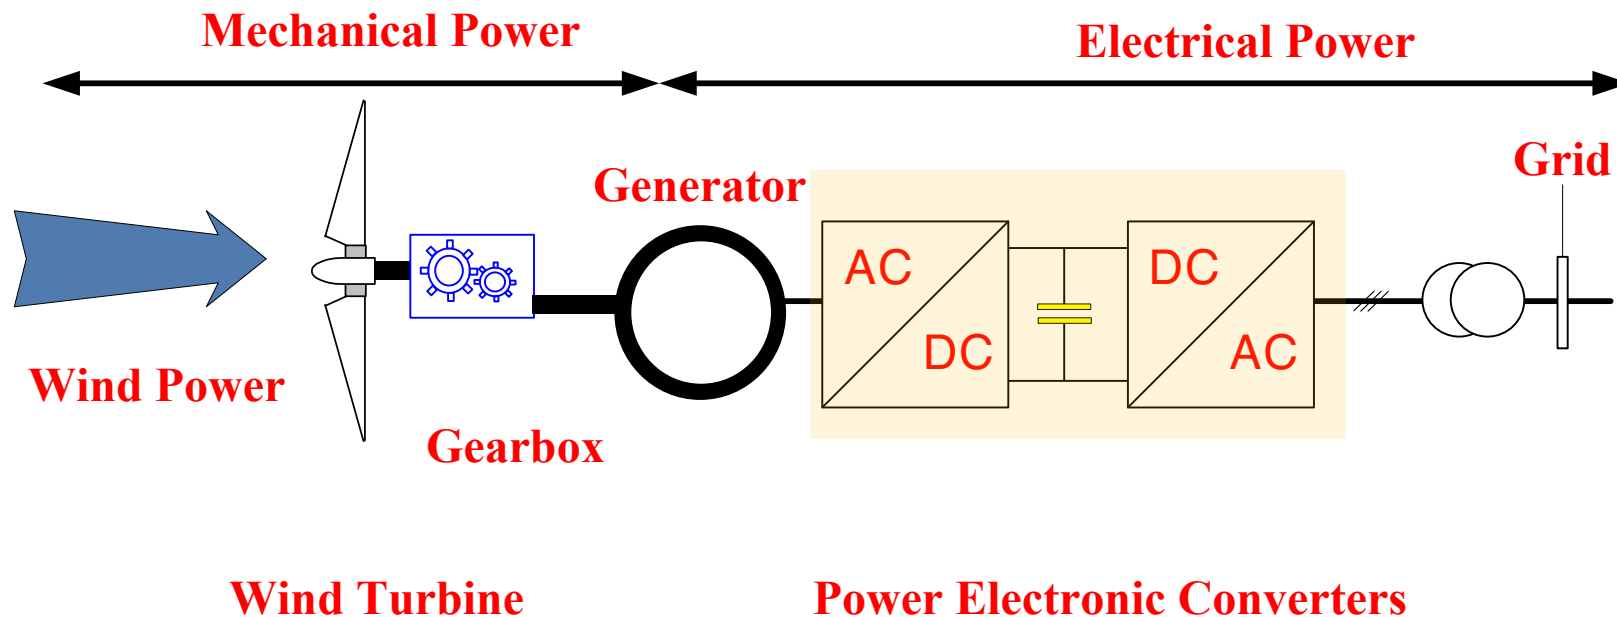 Mechanical Power
Electrical Power
Grid
Generator
AC
DC
DC
AC
Wind Power
Gearbox
Wind Turbine
Power Electronic Converters